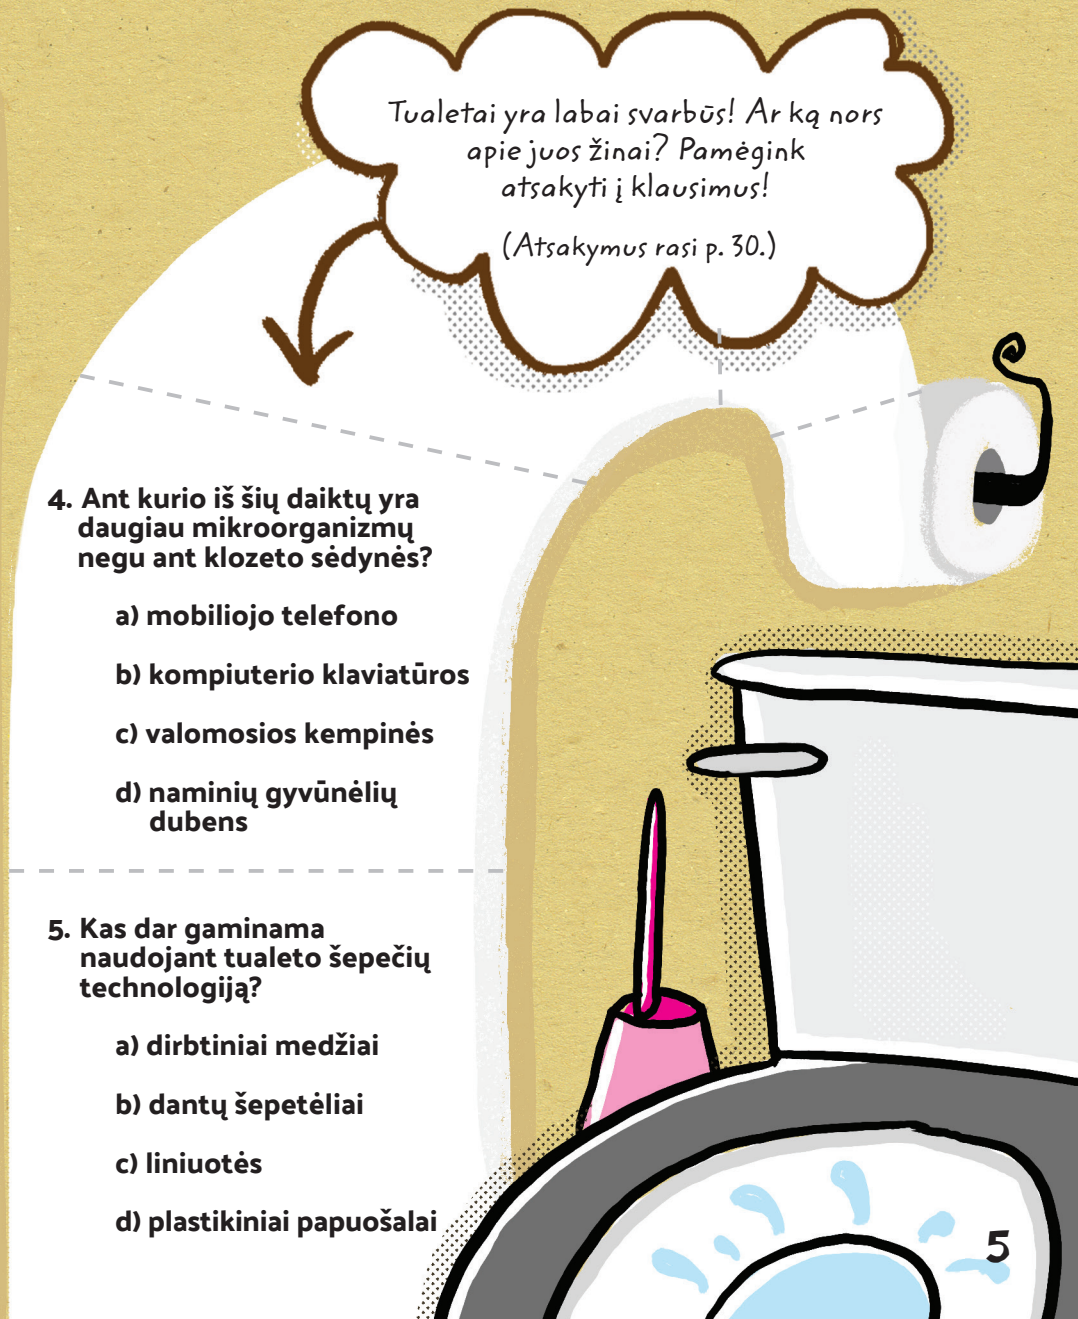 Tualetai yra labai svarbūs! Ar ką nors
apie juos žinai? Pamėgink
atsakyti į klausimus!
(Atsakymus rasi p. 30.)
4. Ant kurio iš šių daiktų yra
daugiau mikroorganizmų
negu ant klozeto sėdynės?
a) mobiliojo telefono
b) kompiuterio klaviatūros
c) valomosios kempinės
d) naminių gyvūnėlių
dubens
5. Kas dar gaminama
naudojant tualeto šepečių
technologiją?
a) dirbtiniai medžiai
b) dantų šepetėliai
c) liniuotės
d) plastikiniai papuošalai
5